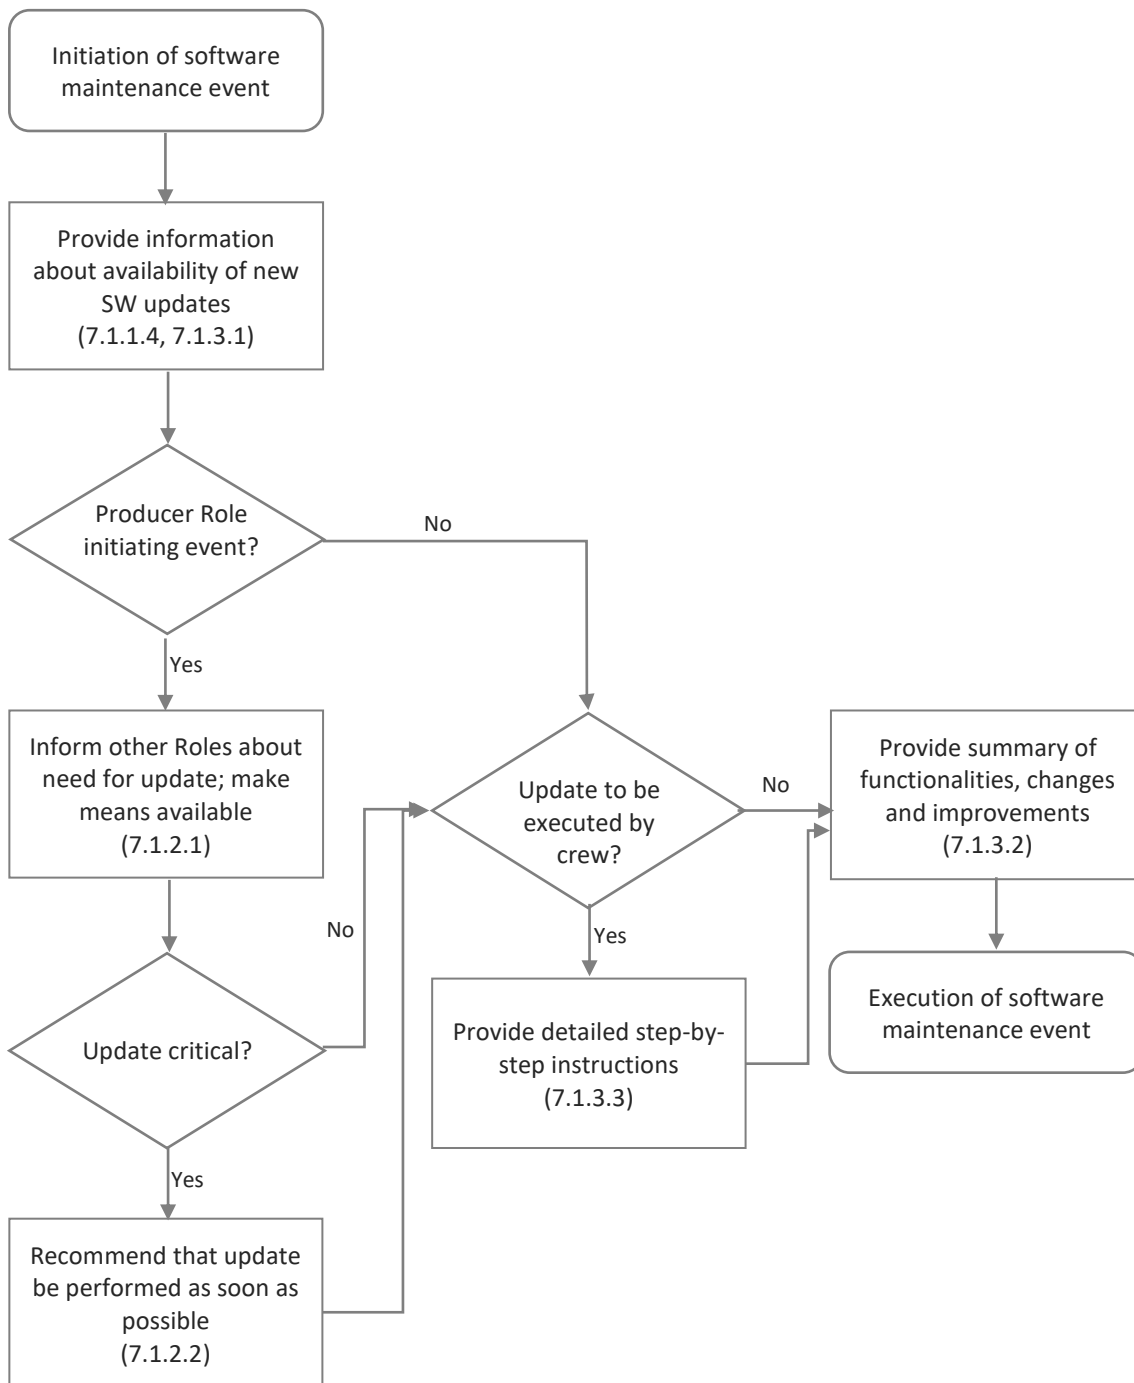 Initiation of software
maintenance event
Provide information
about availability of new
SW updates
(7.1.1.4, 7.1.3.1)
Producer Role
initiating event?
No
Yes
Inform other Roles about
need for update; make
means available
(7.1.2.1)
Update to be
executed by
crew?
No
Provide summary of
functionalities, changes
and improvements
(7.1.3.2)
No
Yes
Update critical?
Provide detailed step-by-
step instructions
(7.1.3.3)
Execution of software
maintenance event
Yes
Recommend that update
be performed as soon as
possible
(7.1.2.2)